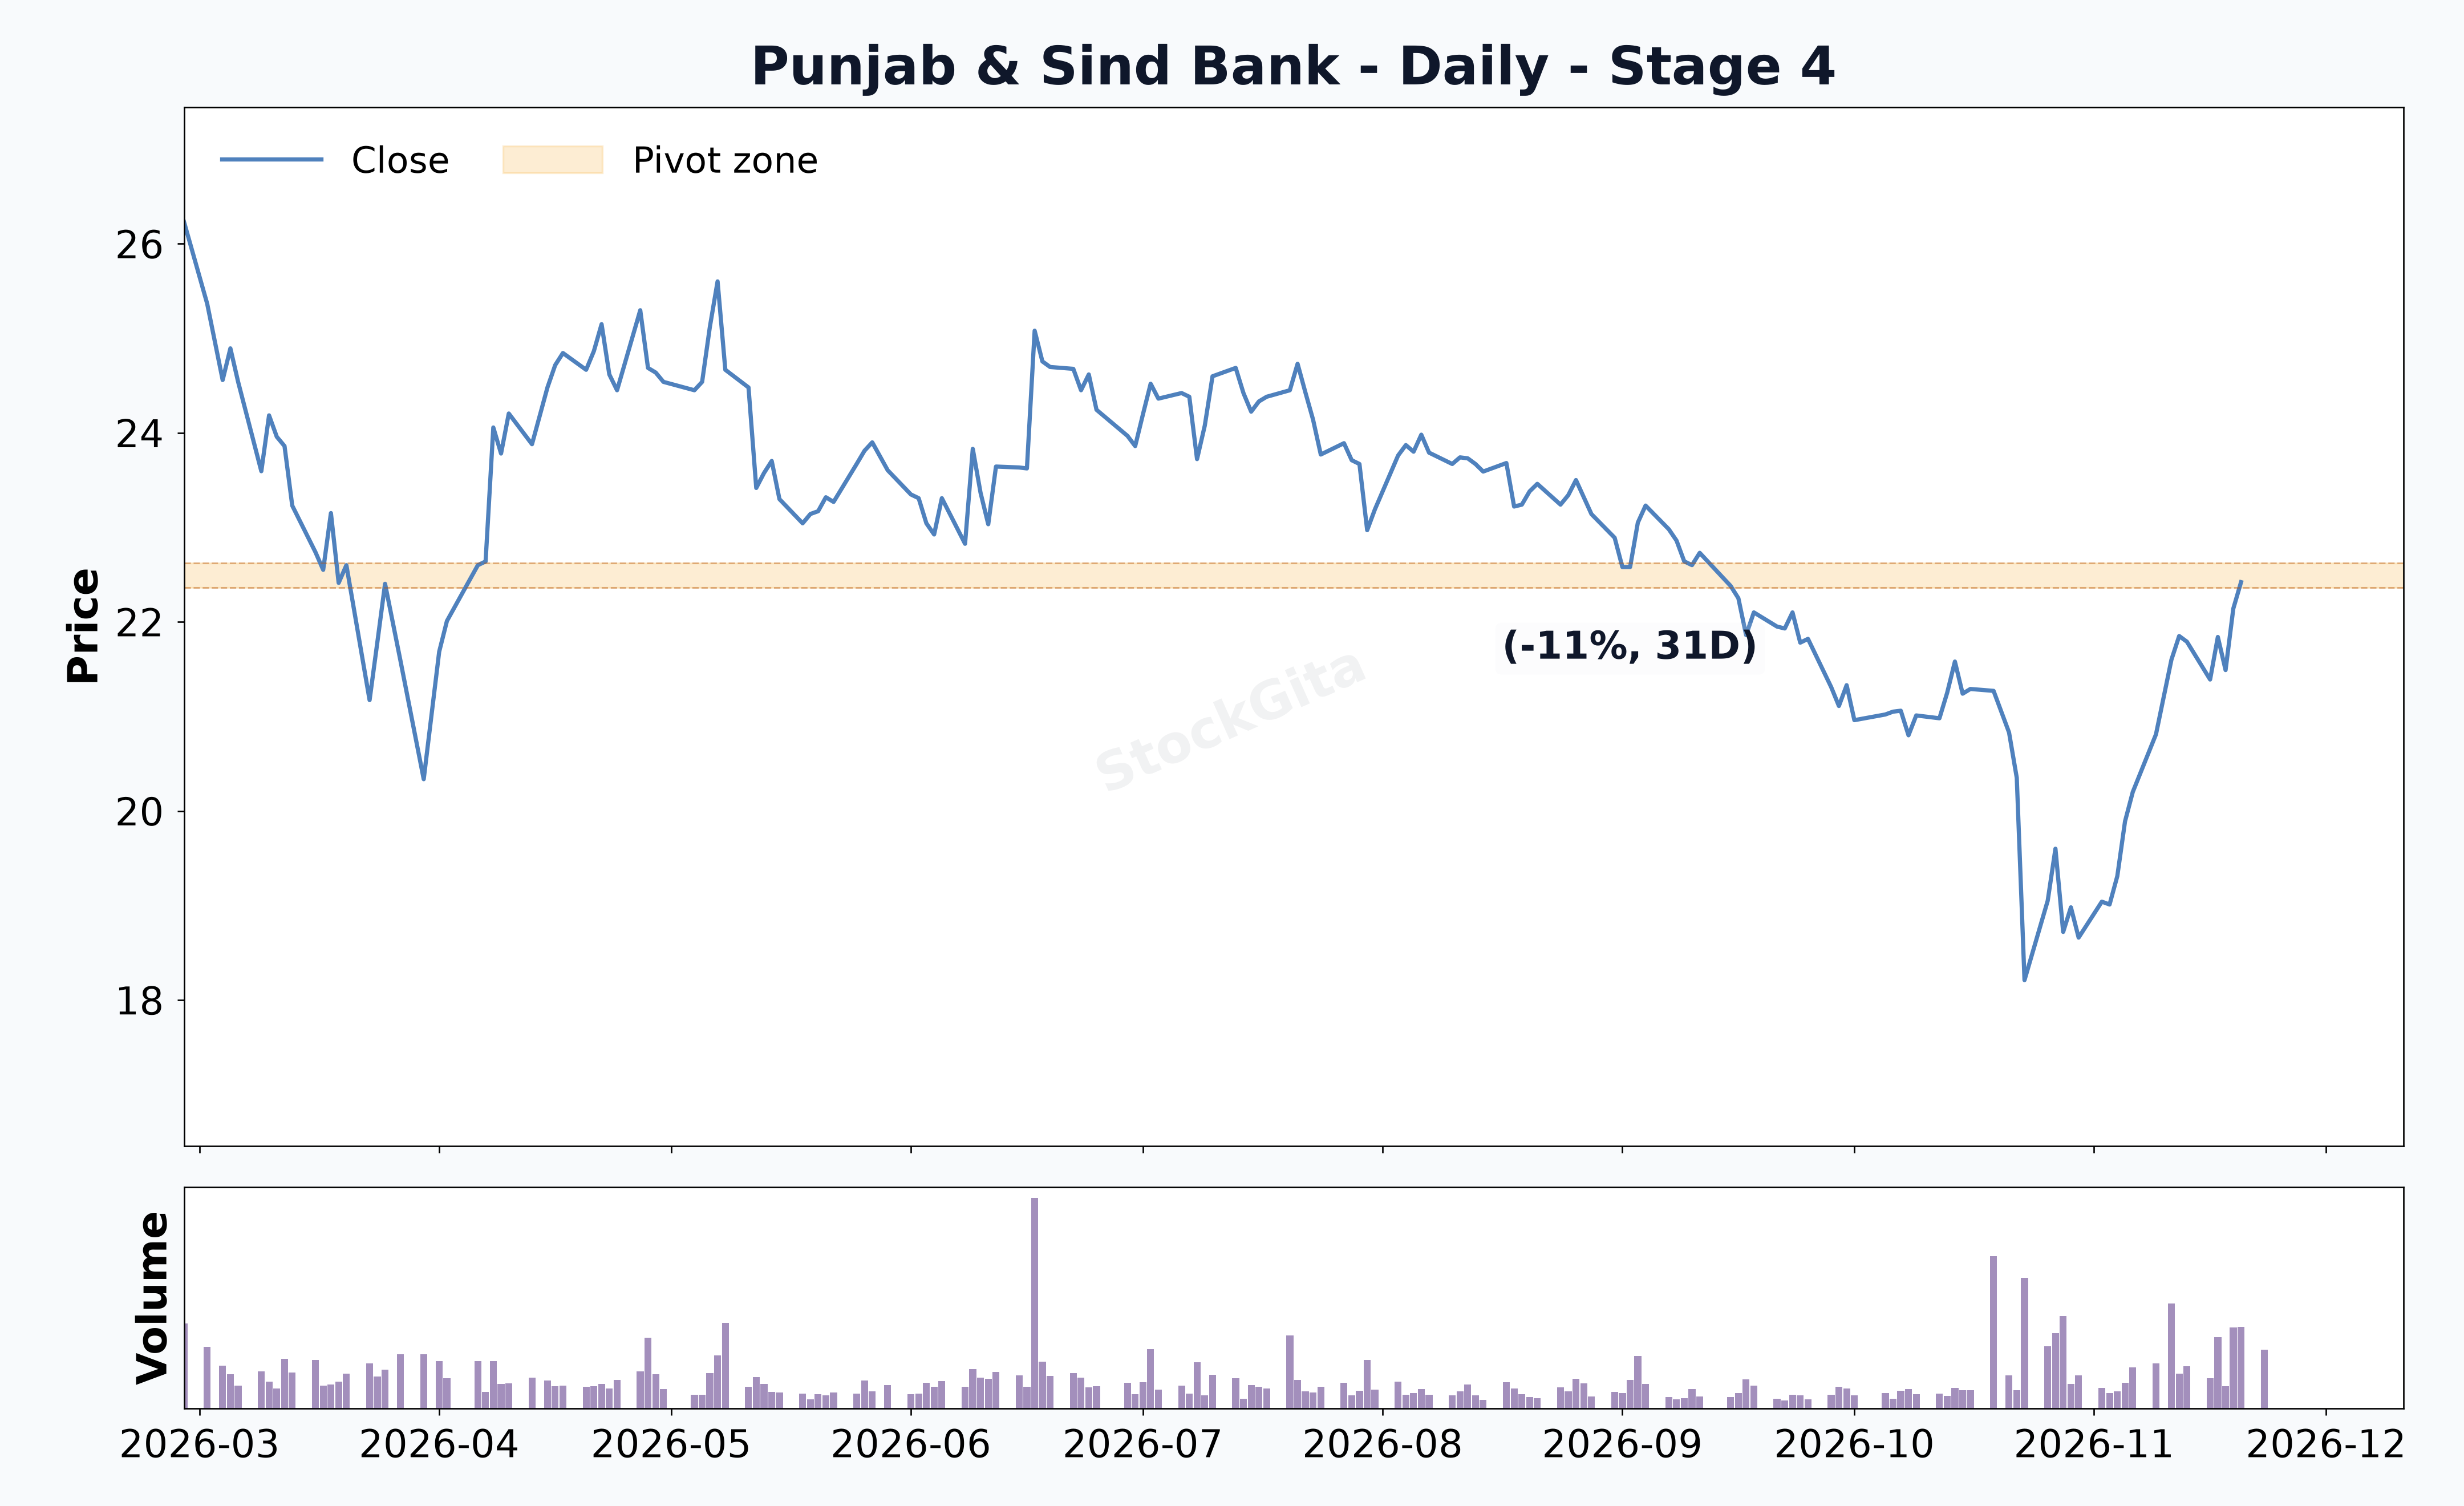 Punjab & Sind Bank - Daily - Stage 4
Close
Pivot zone
26
24
22
20
18
Price
(-11%, 31D)
StockGita
Volume
2026-03
2026-04
2026-05
2026-06
2026-07
2026-08
2026-09
2026-10
2026-11
2026-12